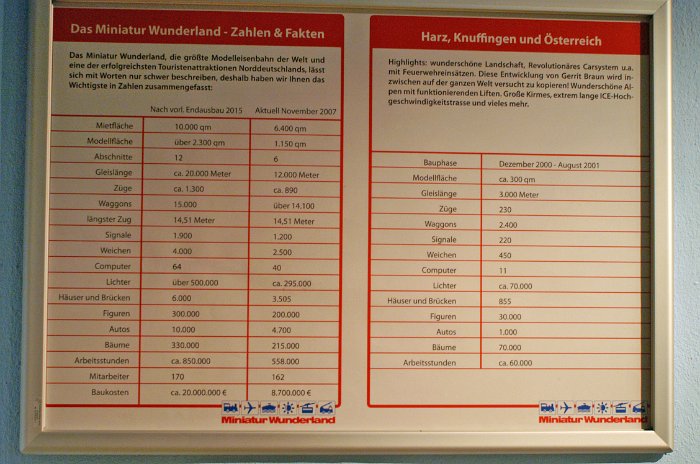 Das Miniatur Wunderland - Zahlen & Fakten
Das Miniatur Wunderland, die größte Modelleisenbahn der Welt und
eine der erfolgreichsten Touristenattraktionen Norddeutschlands, lässt
sich mit Worten nur schwer beschreiben, deshalb haben wir Ihnen das
Wichtigste in Zahlen zusammengefasst:
Nach vorl. Endausbau 2015 Aktuell November 2007
Mietfläche 10.000 qm 6.400 qm
Modellfläche über 2.300 qm 1.150 qm
Abschnitte 12 6
Gleislänge ca. 20.000 Meter 12.000 Meter
Züge ca. 1.300 ca. 890
Waggons 15.000 über 14.100
längster Zug 14,51 Meter 14,51 Meter
Signale 1.900 1.200
Weichen 4.000 2.500
Computer 64 40
Lichter über 500.000 ca. 295.000
Häuser und Brücken 6.000 3.505
Figuren 300.000 200.000
Autos 10.000 4.700
Bäume 330.000 215.000
Arbeitsstunden ca. 850.000 558.000
Mitarbeiter 170 162
Baukosten ca. 20.000.000 € 8.700.000 €
Miniatur Wunderland
Harz, Knuffingen und Österreich
Highlights: wunderschöne Landschaft, Revolutionäres Carsystem u.a.
mit Feuerwehreinsätzen. Diese Entwicklung von Gerrit Braun wird in-
zwischen auf der ganzen Welt versucht zu kopieren! Wunderschöne Al-
pen mit funktionierenden Liften. Große Kirmes, extrem lange ICE-Hoch-
geschwindigkeitstrasse und vieles mehr.
Bauphase Dezember 2000 - August 2001
Modellfläche ca. 300 qm
Gleislänge 3.000 Meter
Züge 230
Waggons 2.400
Signale 220
Weichen 450
Computer 11
Lichter ca. 70.000
Häuser und Brücken 855
Figuren 30.000
Autos 1.000
Bäume 70.000
Arbeitsstunden ca. 60.000
Miniatur Wunderland